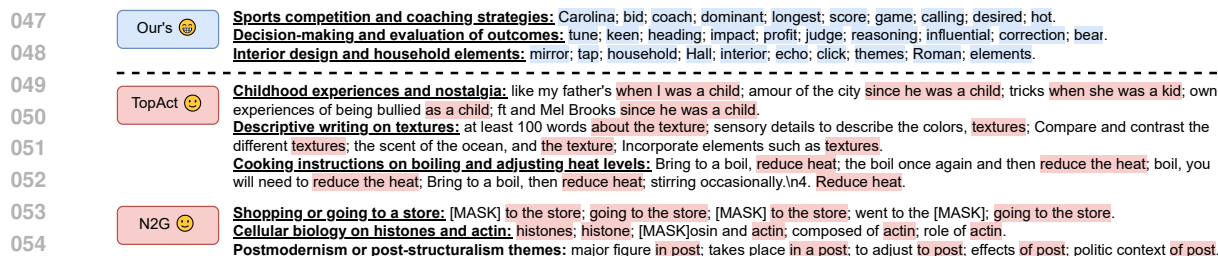 047 Our's 😁 Sports competition and coaching strategies: Carolina; bid; coach; dominant; longest; score; game; calling; desired; hot.
Decision-making and evaluation of outcomes: tune; keen; heading; impact; profit; judge; reasoning; influential; correction; bear.
048 Interior design and household elements: mirror; tap; household; Hall; interior; echo; click; themes; Roman; elements.
049 TopAct 🙂 Childhood experiences and nostalgia: like my father's when I was a child; amour of the city since he was a child; tricks when she was a kid; own
050 experiences of being bullied as a child; ft and Mel Brooks since he was a child.
Descriptive writing on textures: at least 100 words about the texture; sensory details to describe the colors, textures; Compare and contrast the
051 different textures; the scent of the ocean, and the texture; Incorporate elements such as textures.
Cooking instructions on boiling and adjusting heat levels: Bring to a boil, reduce heat; the boil once again and then reduce heat; boil, you
052 will need to reduce the heat; Bring to a boil, then reduce heat; stirring occasionally.\n4. Reduce heat.
053 N2G 🙂 Shopping or going to a store: [MASK] to the store; going to the store; [MASK] to the store; went to the [MASK]; going to the store.
Cellular biology on histones and actin: histones; histone; [MASK]osin and actin; composed of actin; role of actin.
054 Postmodernism or post-structuralism themes: major figure in post; takes place in a post; to adjust to post; effects of post; politic context of post.